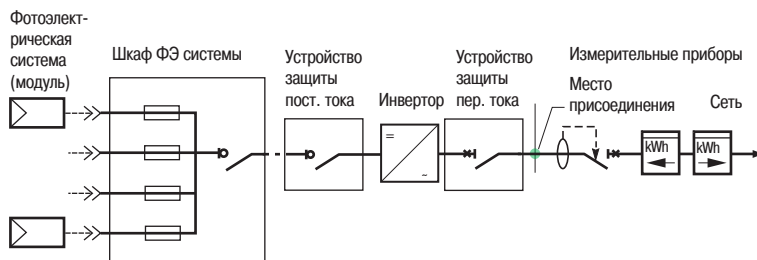 Фотоэлект-
рическая
система
(модуль)
Шкаф ФЭ системы
Устройство
защиты
пост. тока
Инвертор
Устройство
защиты
пер. тока
Измерительные приборы
Место
присоединения
Сеть
=
~
kWh
kWh